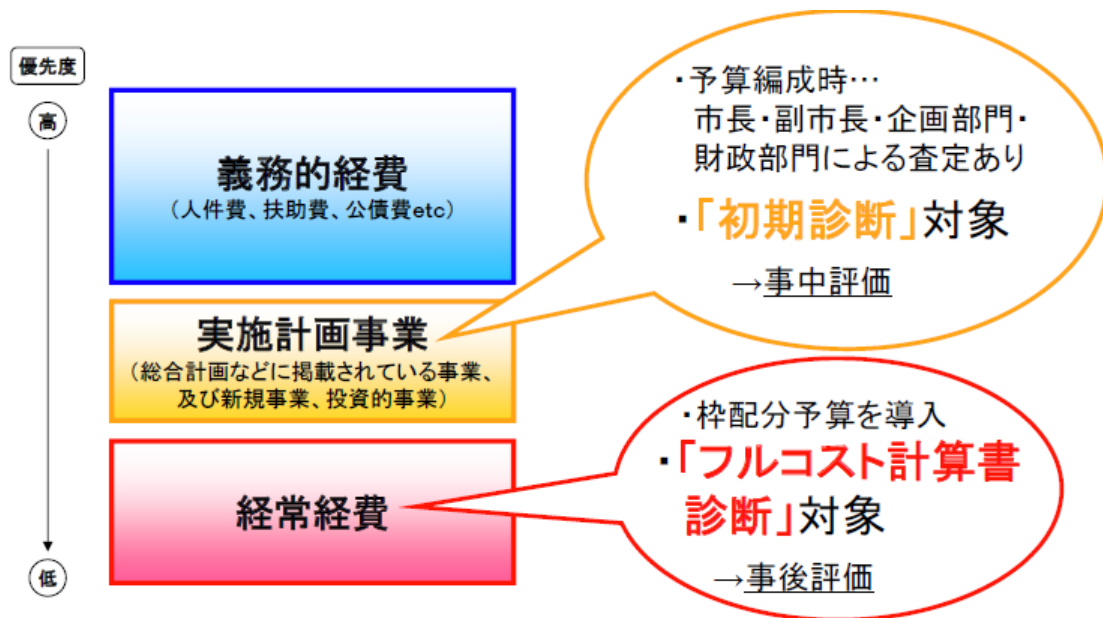 優先度
高
低
義務的経費
（人件費、扶助費、公債費etc）
実施計画事業
（総合計画などに掲載されている事業、
及び新規事業、投資的事業）
経常経費
・予算編成時…
市長・副市長・企画部門・
財政部門による査定あり
・「初期診断」対象
→事中評価
・枠配分予算を導入
・「フルコスト計算書
診断」対象
→事後評価